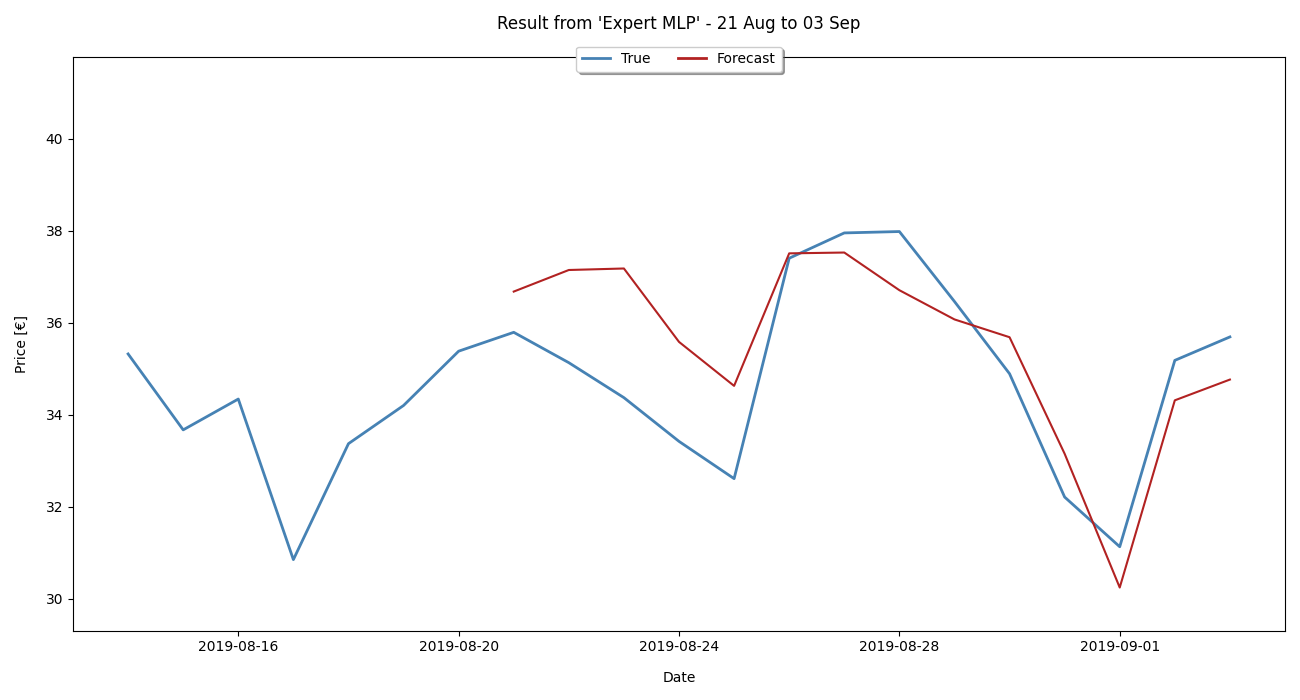 Result from 'Expert MLP' - 21 Aug to 03 Sep
True Forecast
Price [€]
40
38
36
34
32
30
2019-08-16 2019-08-20 2019-08-24 2019-08-28 2019-09-01
Date